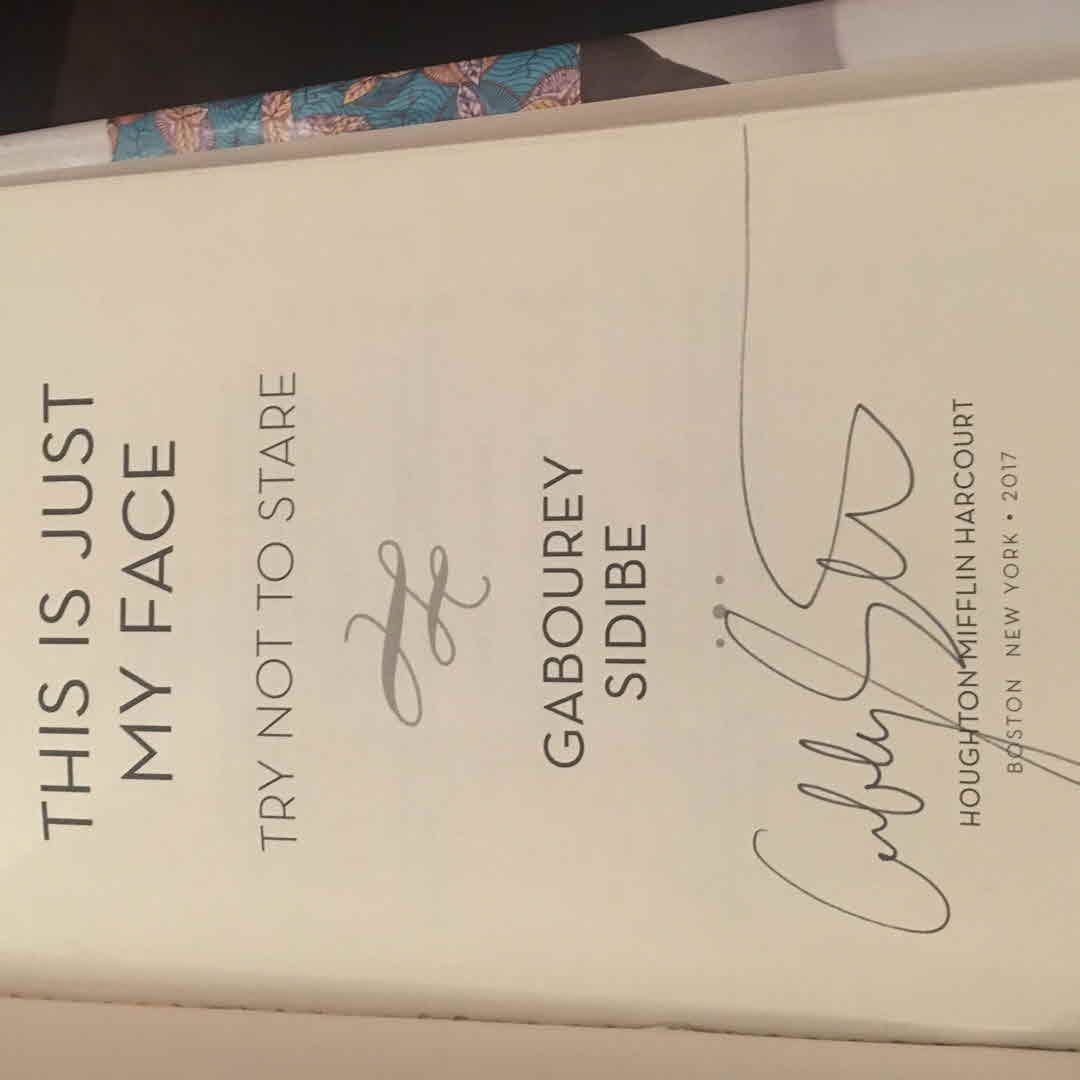 THIS IS JUST
MY FACE
TRY NOT TO STARE
GABOUREY
SIDIBE
HOUGHTON MIFFLIN HARCOURT
BOSTON NEW YORK • 2017